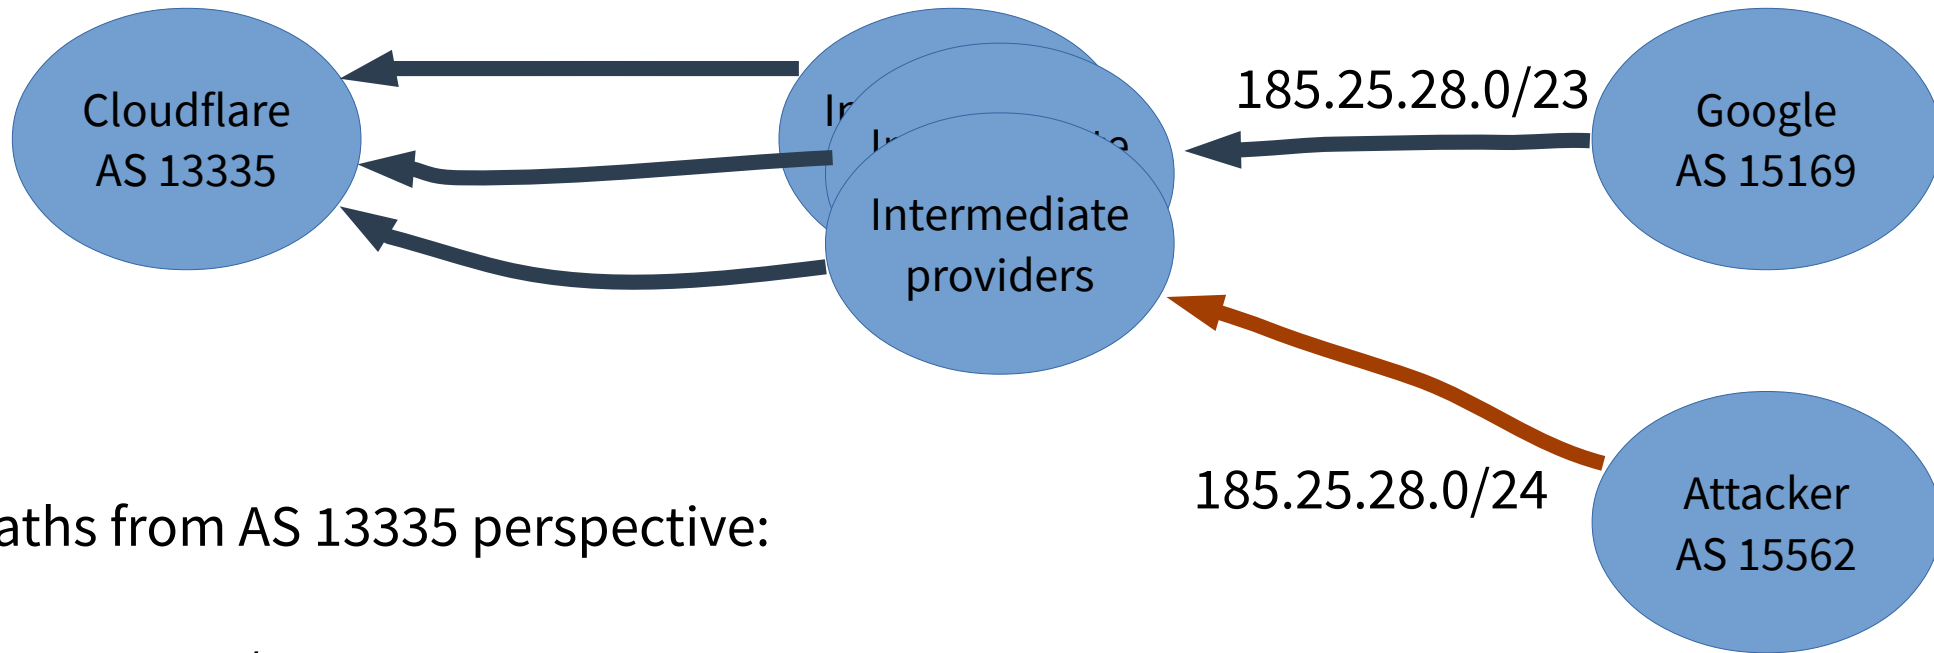 Cloudflare
AS 13335
Intermediate
providers
185.25.28.0/23
Google
AS 15169
185.25.28.0/24
Attacker
AS 15562
from AS 13335 perspective: